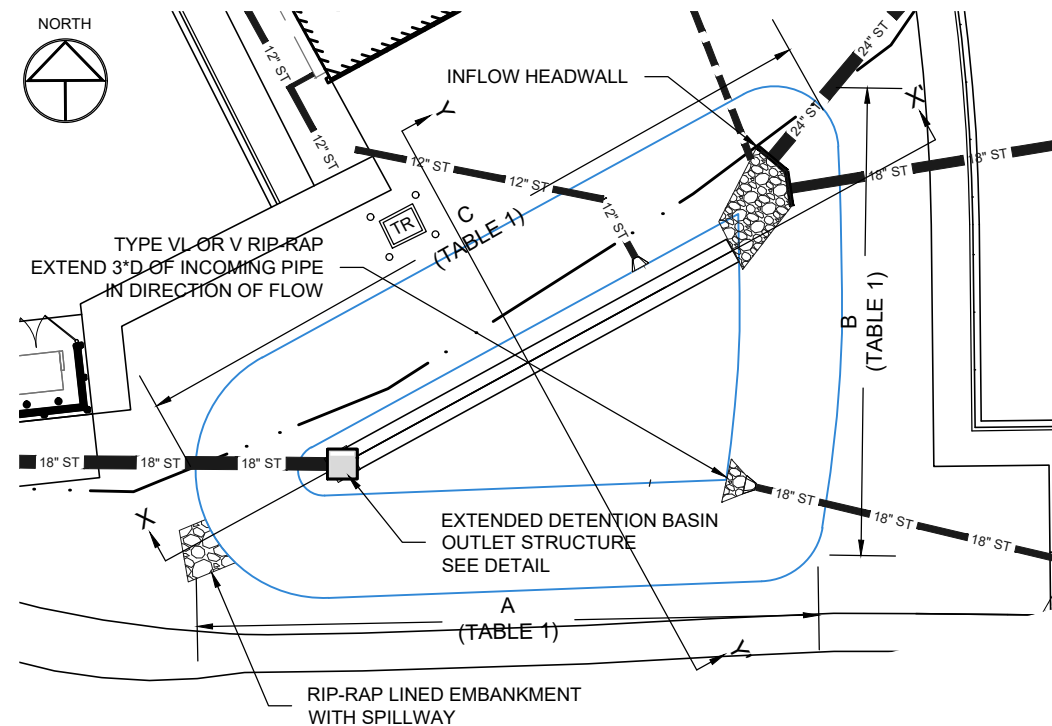 NORTH
12" ST
12" ST
12" ST
INFLOW HEADWALL
24" ST
24" ST
X'
Y
12" ST
12" ST
12" ST
18" ST
18" ST
TR
C
(TABLE 1)
TYPE VL OR V RIP-RAP
EXTEND 3*D OF INCOMING PIPE
IN DIRECTION OF FLOW
B
(TABLE 1)
18" ST
18" ST
18" ST
18" ST
18" ST
18" ST
X
EXTENDED DETENTION BASIN
OUTLET STRUCTURE
SEE DETAIL
A
(TABLE 1)
Y'
RIP-RAP LINED EMBANKMENT
WITH SPILLWAY